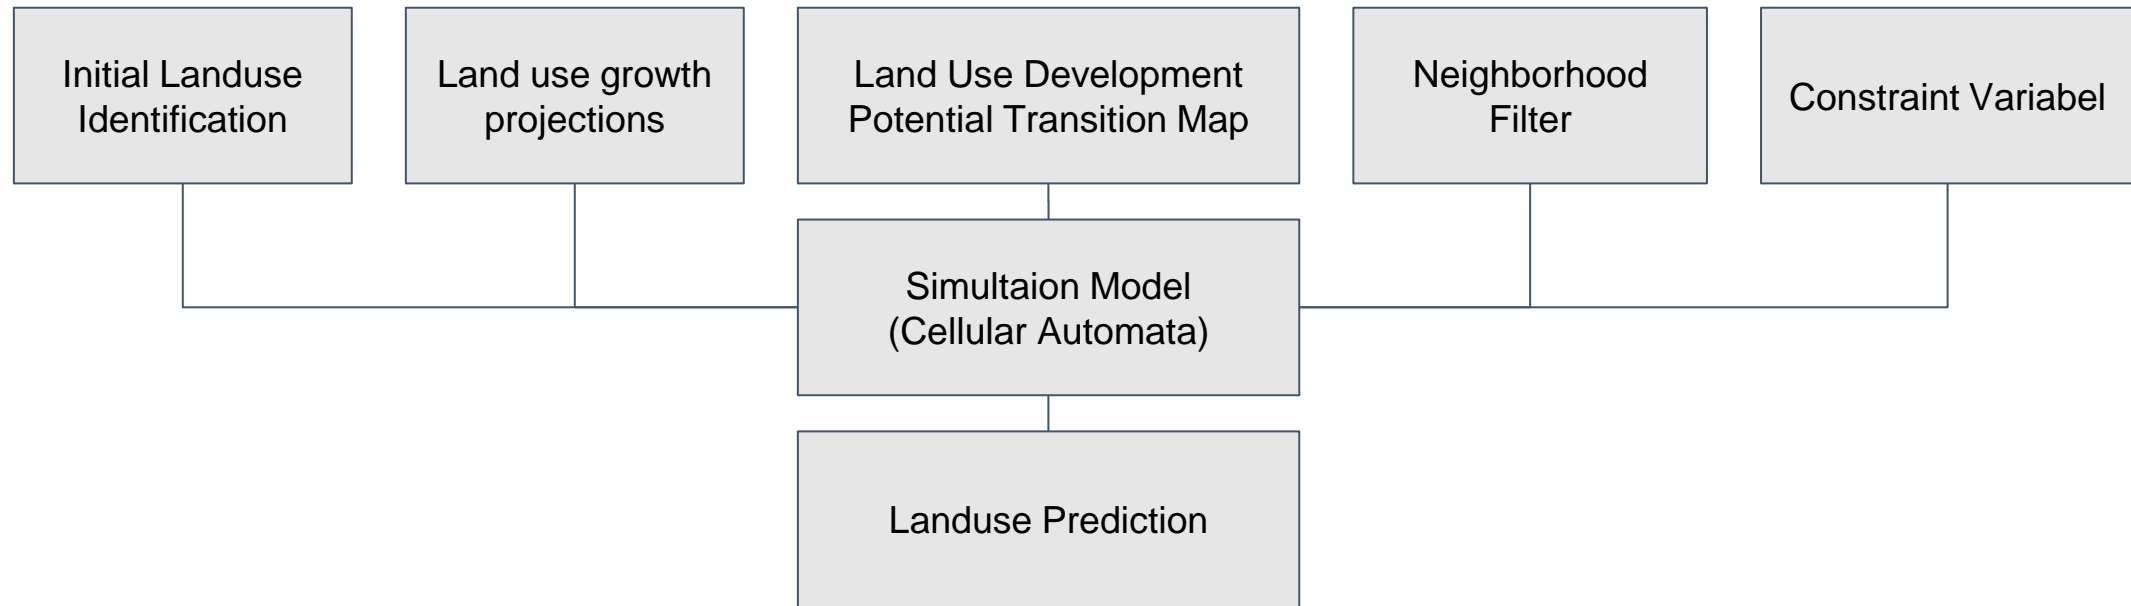 Initial Landuse
Identification
Land use growth
projections
Land Use Development
Potential Transition Map
Neighborhood
Filter
Constraint Variabel
Simultaion Model
(Cellular Automata)
Landuse Prediction